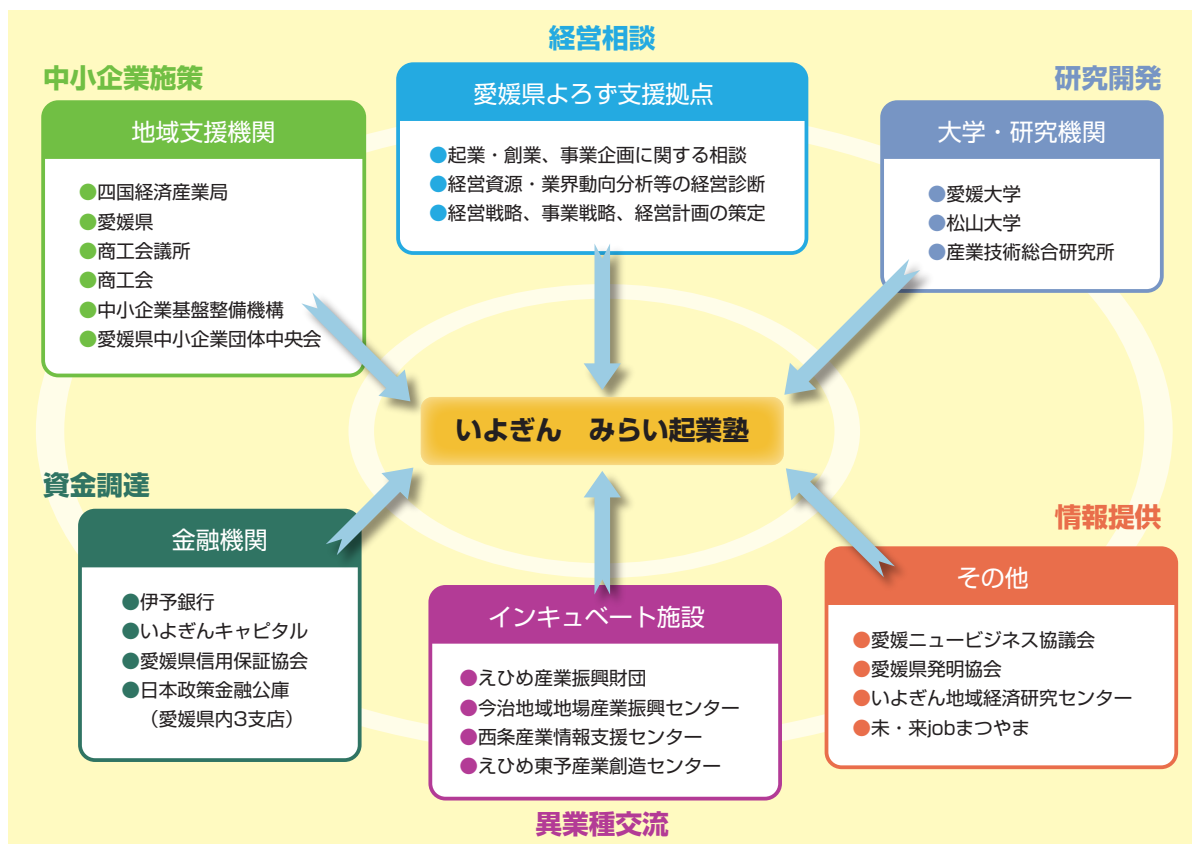 経営相談
愛媛県よろず支援拠点
●起業・創業、事業企画に関する相談
●経営資源・業界動向分析等の経営診断
●経営戦略、事業戦略、経営計画の策定
中小企業施策
地域支援機関
●四国経済産業局
●愛媛県
●商工会議所
●商工会
●中小企業基盤整備機構
●愛媛県中小企業団体中央会
研究開発
大学・研究機関
●愛媛大学
●松山大学
●産業技術総合研究所
いよぎん　みらい起業塾
資金調達
金融機関
●伊予銀行
●いよぎんキャピタル
●愛媛県信用保証協会
●日本政策金融公庫
（愛媛県内3支店）
インキュベート施設
●えひめ産業振興財団
●今治地域地場産業振興センター
●西条産業情報支援センター
●えひめ東予産業創造センター
異業種交流
情報提供
その他
●愛媛ニュービジネス協議会
●愛媛県発明協会
●いよぎん地域経済研究センター
●未・来jobまつやま